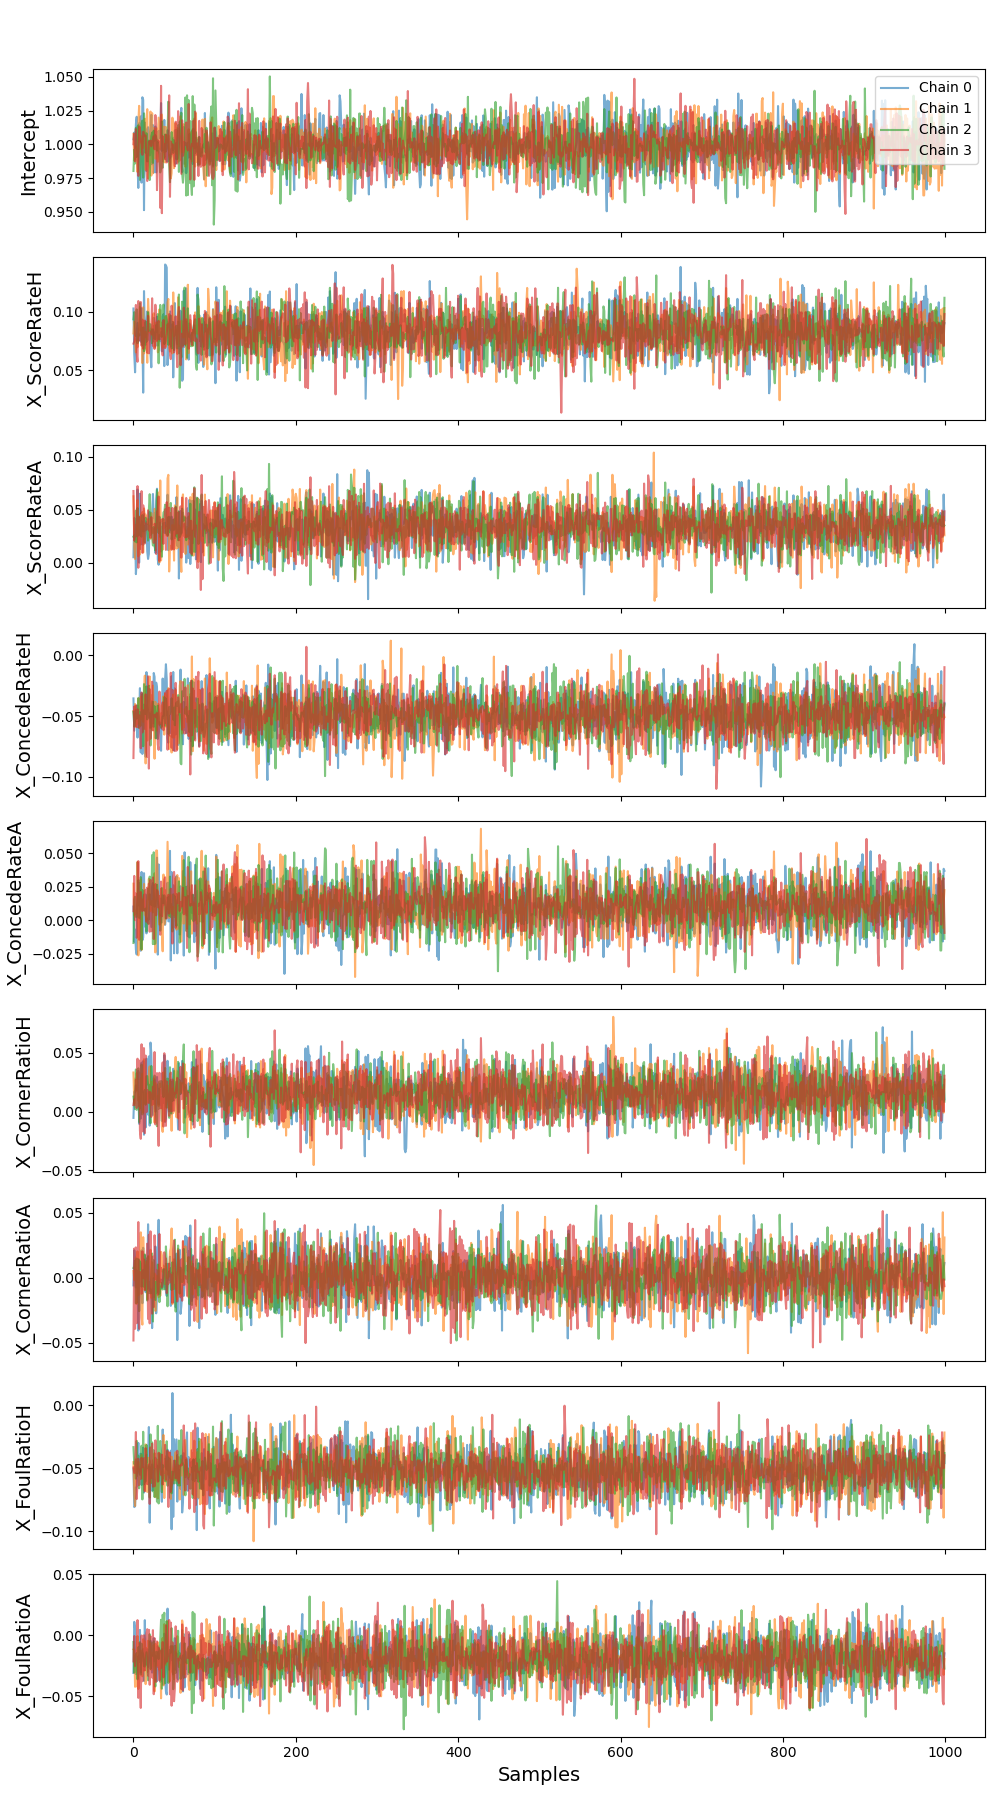 1.050
1.025
1.000
0.975
0.950
Intercept
Chain 0
Chain 1
Chain 2
Chain 3
0.10
0.05
X_ScoreRateH
0.10
0.05
0.00
X_ScoreRateA
0.00
−0.05
−0.10
X_ConcedeRateH
0.050
0.025
0.000
−0.025
X_ConcedeRateA
0.05
0.00
−0.05
X_CornerRatioH
0.05
0.00
−0.05
X_CornerRatioA
0.00
−0.05
−0.10
X_FoulRatioH
0.05
0.00
−0.05
X_FoulRatioA
0 200 400 600 800 1000
Samples